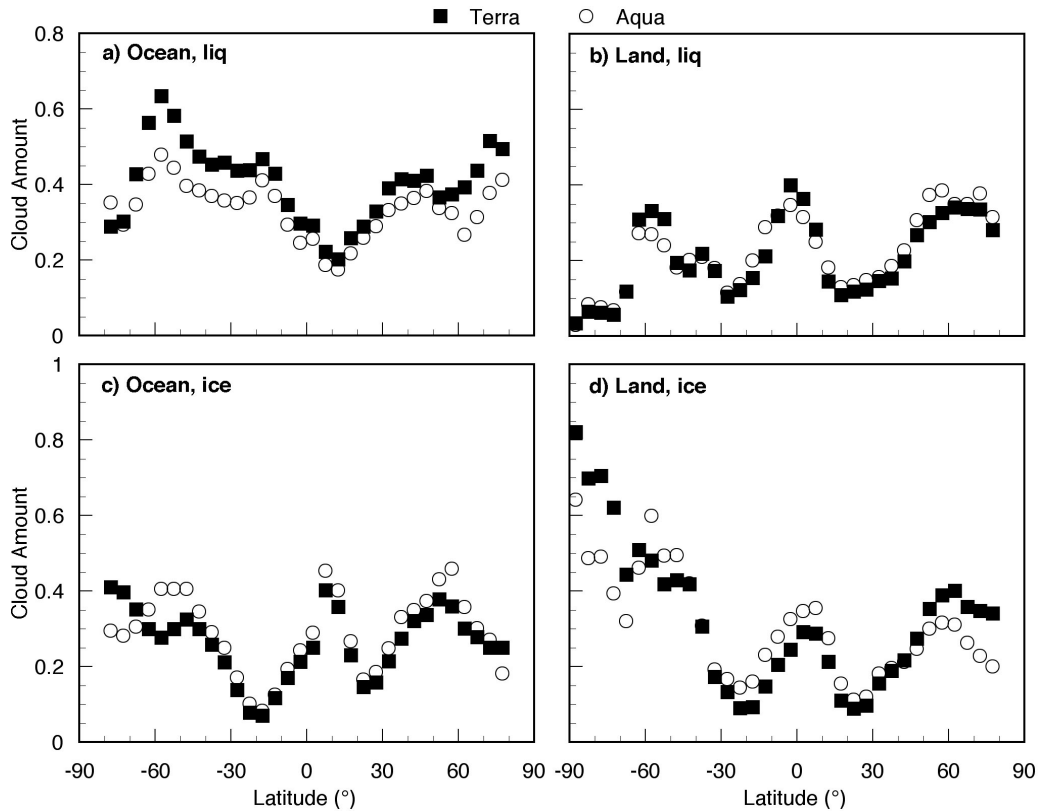 Terra Aqua
a) Ocean, liq
b) Land, liq
0.8
0.6
0.4
0.2
0
Cloud Amount
c) Ocean, ice
d) Land, ice
1
0.8
0.6
0.4
0.2
0
Cloud Amount
-90 -60 -30 0 30 60 90
-90 -60 -30 0 30 60 90
Latitude (°)
Latitude (°)